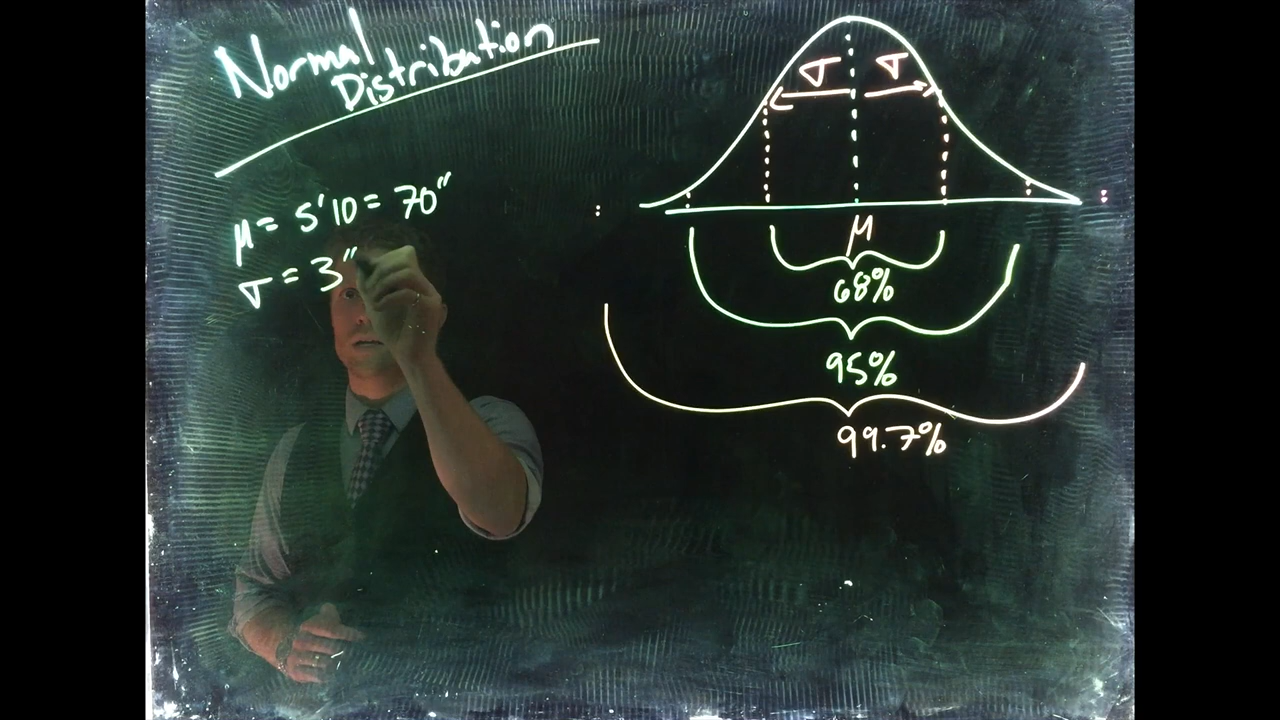 Normal
Distribution
μ = 5'10 = 70"
σ = 3"
σ σ
μ
68%
95%
99.7%